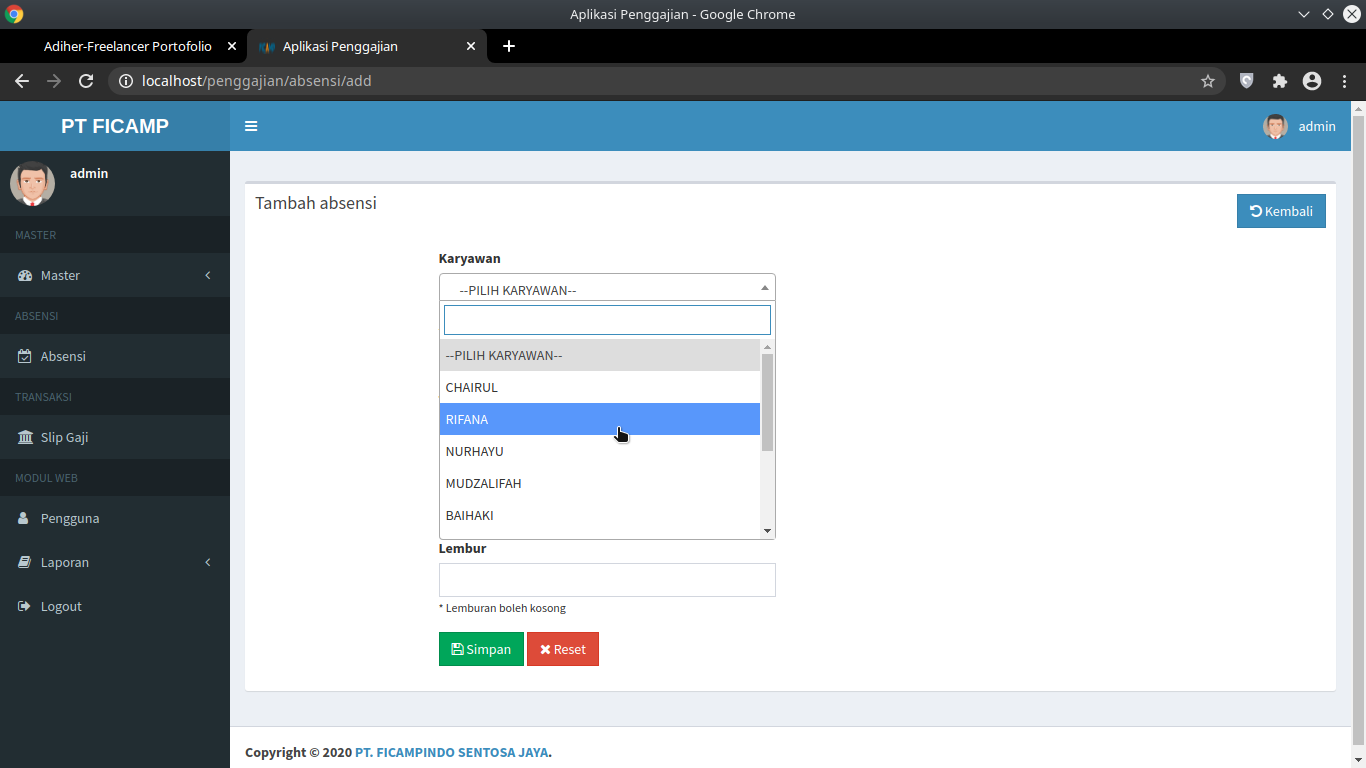 Aplikasi Penggajian - Google Chrome
Adiher-Freelancer Portofolio
Aplikasi Penggajian
localhost/penggajian/absensi/add
PT FICAMP
admin
admin
MASTER
Master
ABSENSI
Absensi
TRANSAKSI
Slip Gaji
MODUL WEB
Pengguna
Laporan
Logout
Tambah absensi
Kembali
Karyawan
--PILIH KARYAWAN--
--PILIH KARYAWAN--
CHAIRUL
RIFANA
NURHAYU
MUDZALIFAH
BAIHAKI
Lembur
* Lemburan boleh kosong
Simpan
Reset
Copyright © 2020 PT. FICAMPINDO SENTOSA JAYA.